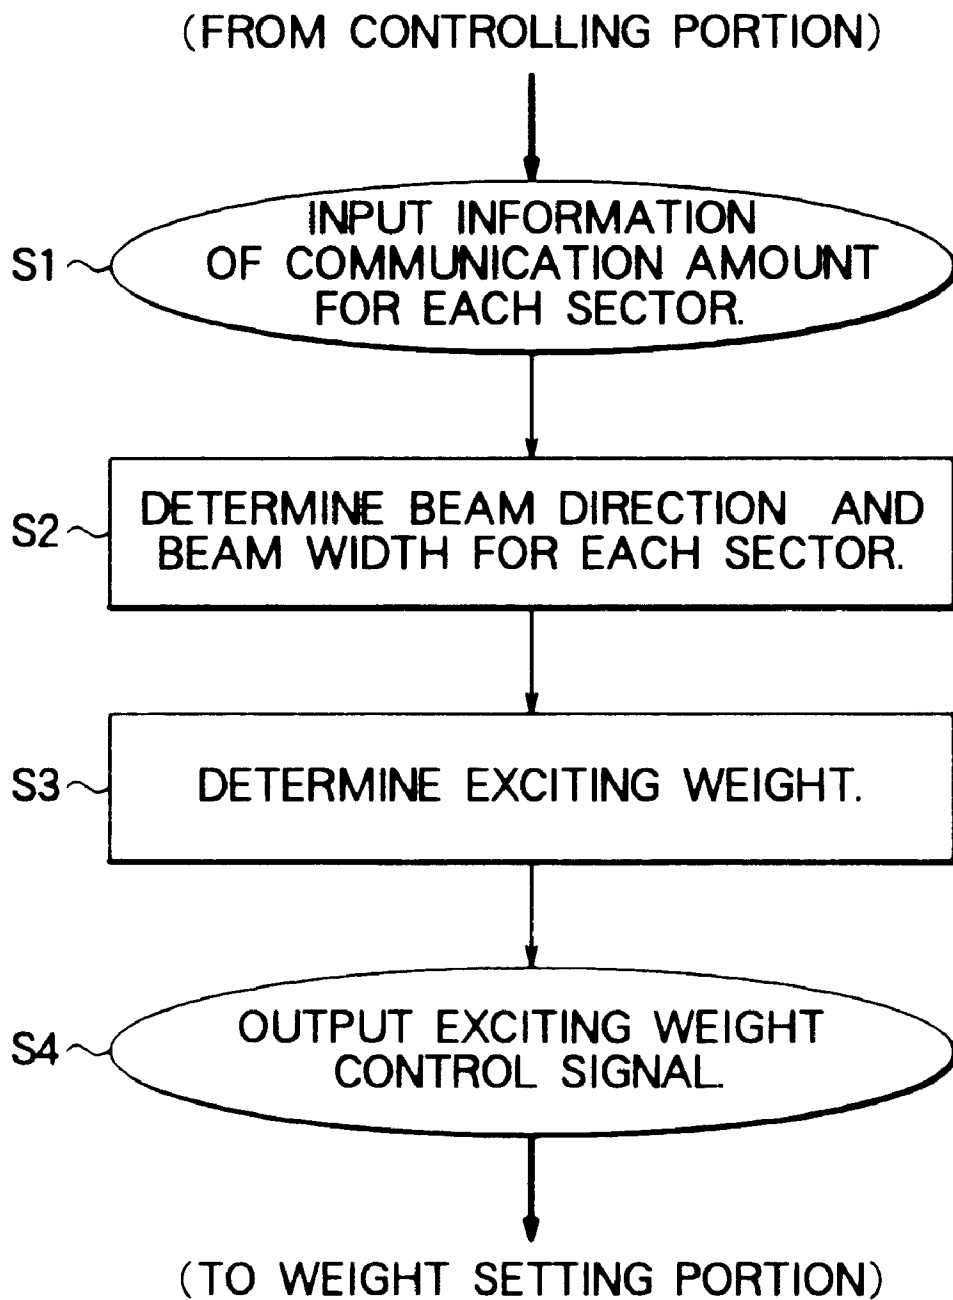 (FROM CONTROLLING PORTION)
INPUT INFORMATION
S1 OF COMMUNICATION AMOUNT
FOR EACH SECTOR.
S2 DETERMINE BEAM DIRECTION AND
BEAM WIDTH FOR EACH SECTOR.
S3 DETERMINE EXCITING WEIGHT.
S4 OUTPUT EXCITING WEIGHT
CONTROL SIGNAL.
(TO WEIGHT SETTING PORTION)